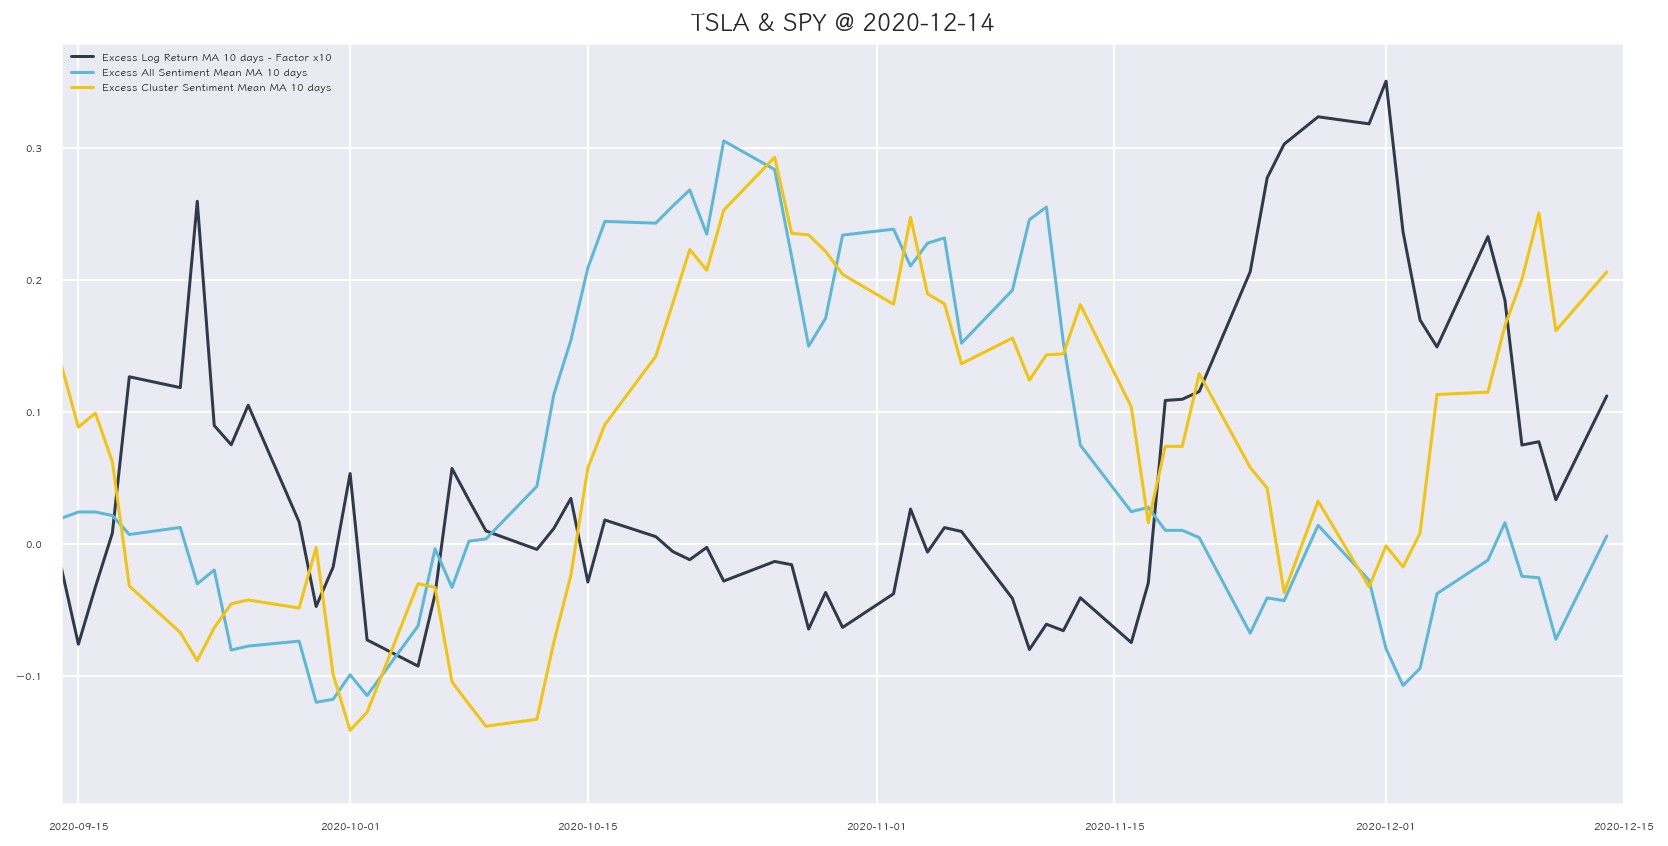 TSLA & SPY @ 2020-12-14
Excess Log Return MA 10 days - Factor x10
Excess All Sentiment Mean MA 10 days
Excess Cluster Sentiment Mean MA 10 days
0.3
0.2
0.1
0.0
−0.1
2020-09-15 2020-10-01 2020-10-15 2020-11-01 2020-11-15 2020-12-01 2020-12-15